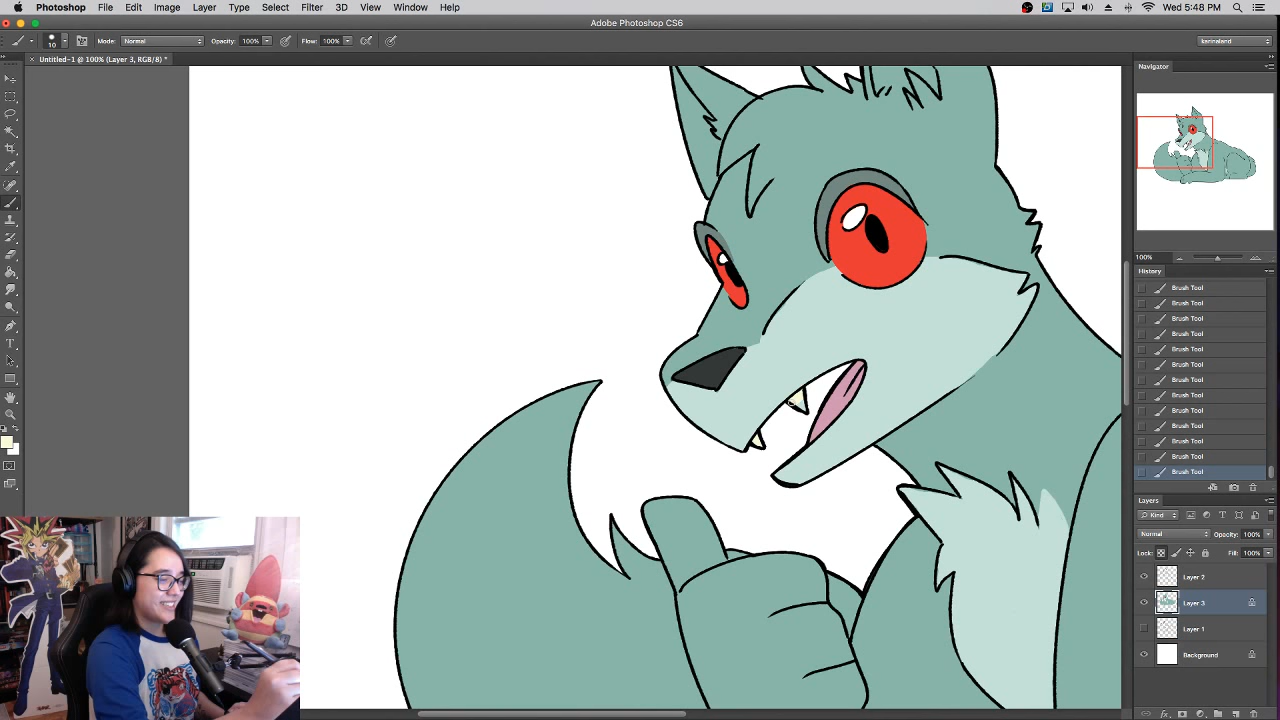 Photoshop File Edit Image Layer Type Select Filter 3D View Window Help Wed 5:48 PM
Adobe Photoshop CS6
10 Mode: Normal Opacity: 100% Flow: 100% karinaland
× Untitled-1 @ 100% (Layer 3, RGB/8) *
Navigator
100%
History
Brush Tool
Brush Tool
Brush Tool
Brush Tool
Brush Tool
Brush Tool
Brush Tool
Brush Tool
Brush Tool
Brush Tool
Brush Tool
Brush Tool
Brush Tool
Layers
Kind
Normal Opacity: 100%
Lock: Fill: 100%
Layer 2
Layer 3
Layer 1
Background